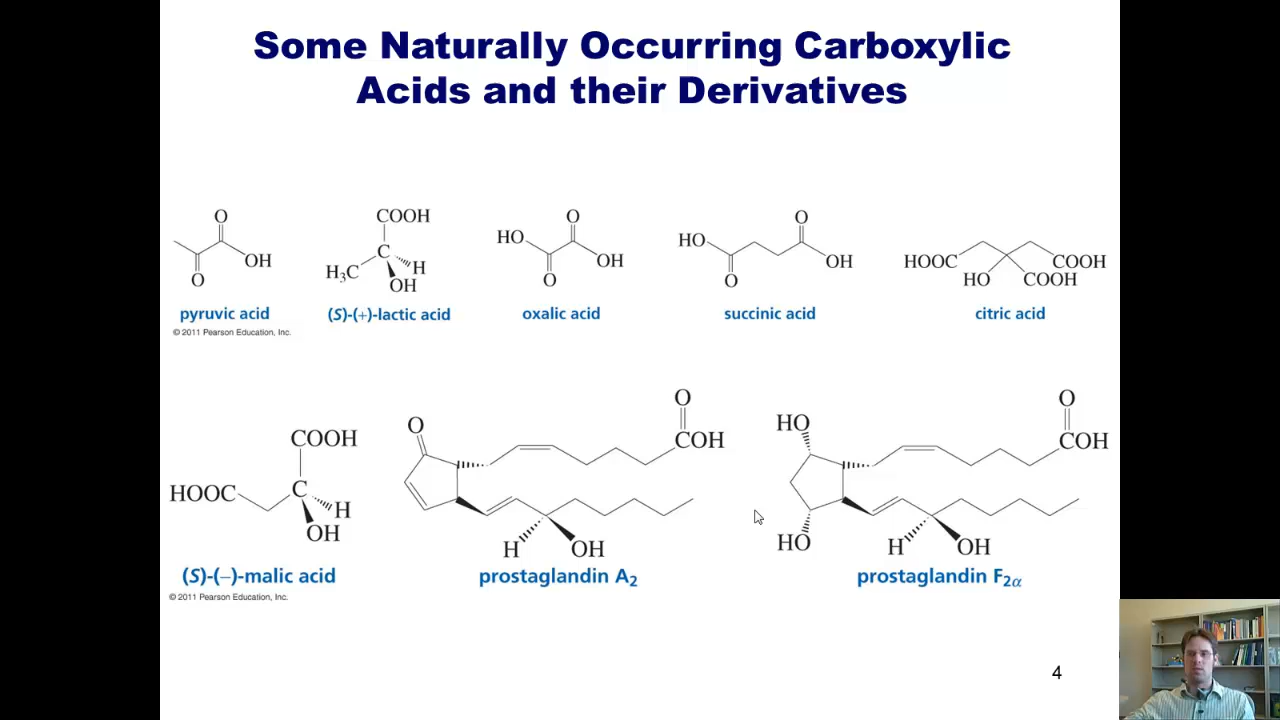 Some Naturally Occurring Carboxylic
Acids and their Derivatives
O
OH
O
pyruvic acid
© 2011 Pearson Education, Inc.
COOH
C
H
H₃C
OH
(S)-(+)-lactic acid
O
HO
OH
O
oxalic acid
O
HO
OH
O
succinic acid
HOOC
COOH
HO
COOH
citric acid
COOH
HOOC
C
H
OH
(S)-(−)-malic acid
© 2011 Pearson Education, Inc.
O
O
COH
H
OH
prostaglandin A₂
HO
O
COH
HO
H
OH
prostaglandin F₂α
4